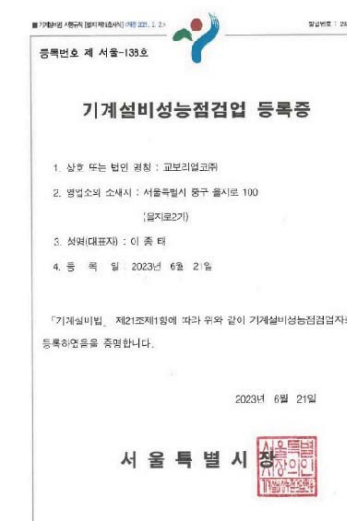 등록번호 제 서울-138호
기계설비성능점검업 등록증
1. 상호 또는 법인 명칭 : 교보리얼코㈜
2. 영업소의 소재지 : 서울특별시 중구 을지로 100
(을지로2가)
3. 성명(대표자) : 이 종 태
4. 등 록 일 2023년 6월 21일
「기계설비법」 제21조제1항에 따라 위와 같이 기계설비성능점검업자로
등록하였음을 증명합니다.
2023년 6월 21일
서 울 특 별 시 장